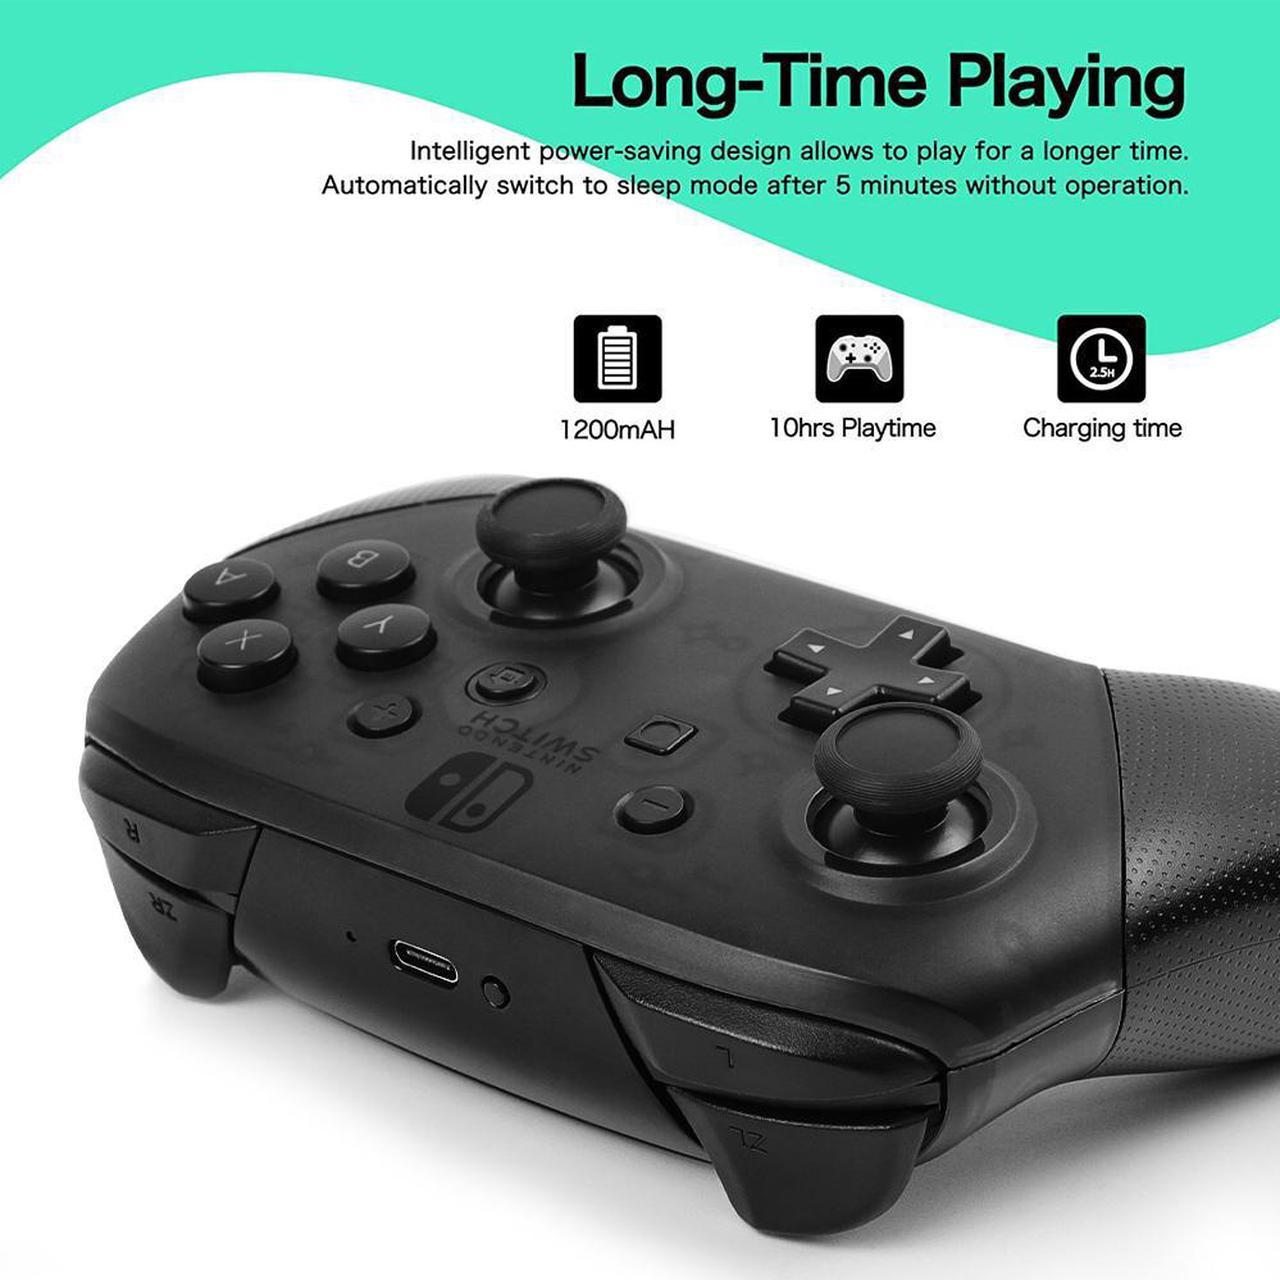 Long-Time Playing
Intelligent power-saving design allows to play for a longer time.
Automatically switch to sleep mode after 5 minutes without operation.
2.5H
1200mAH
10hrs Playtime
Charging time
A
B
X
Y
NINTENDO
SWITCH
R
ZR
L
ZL